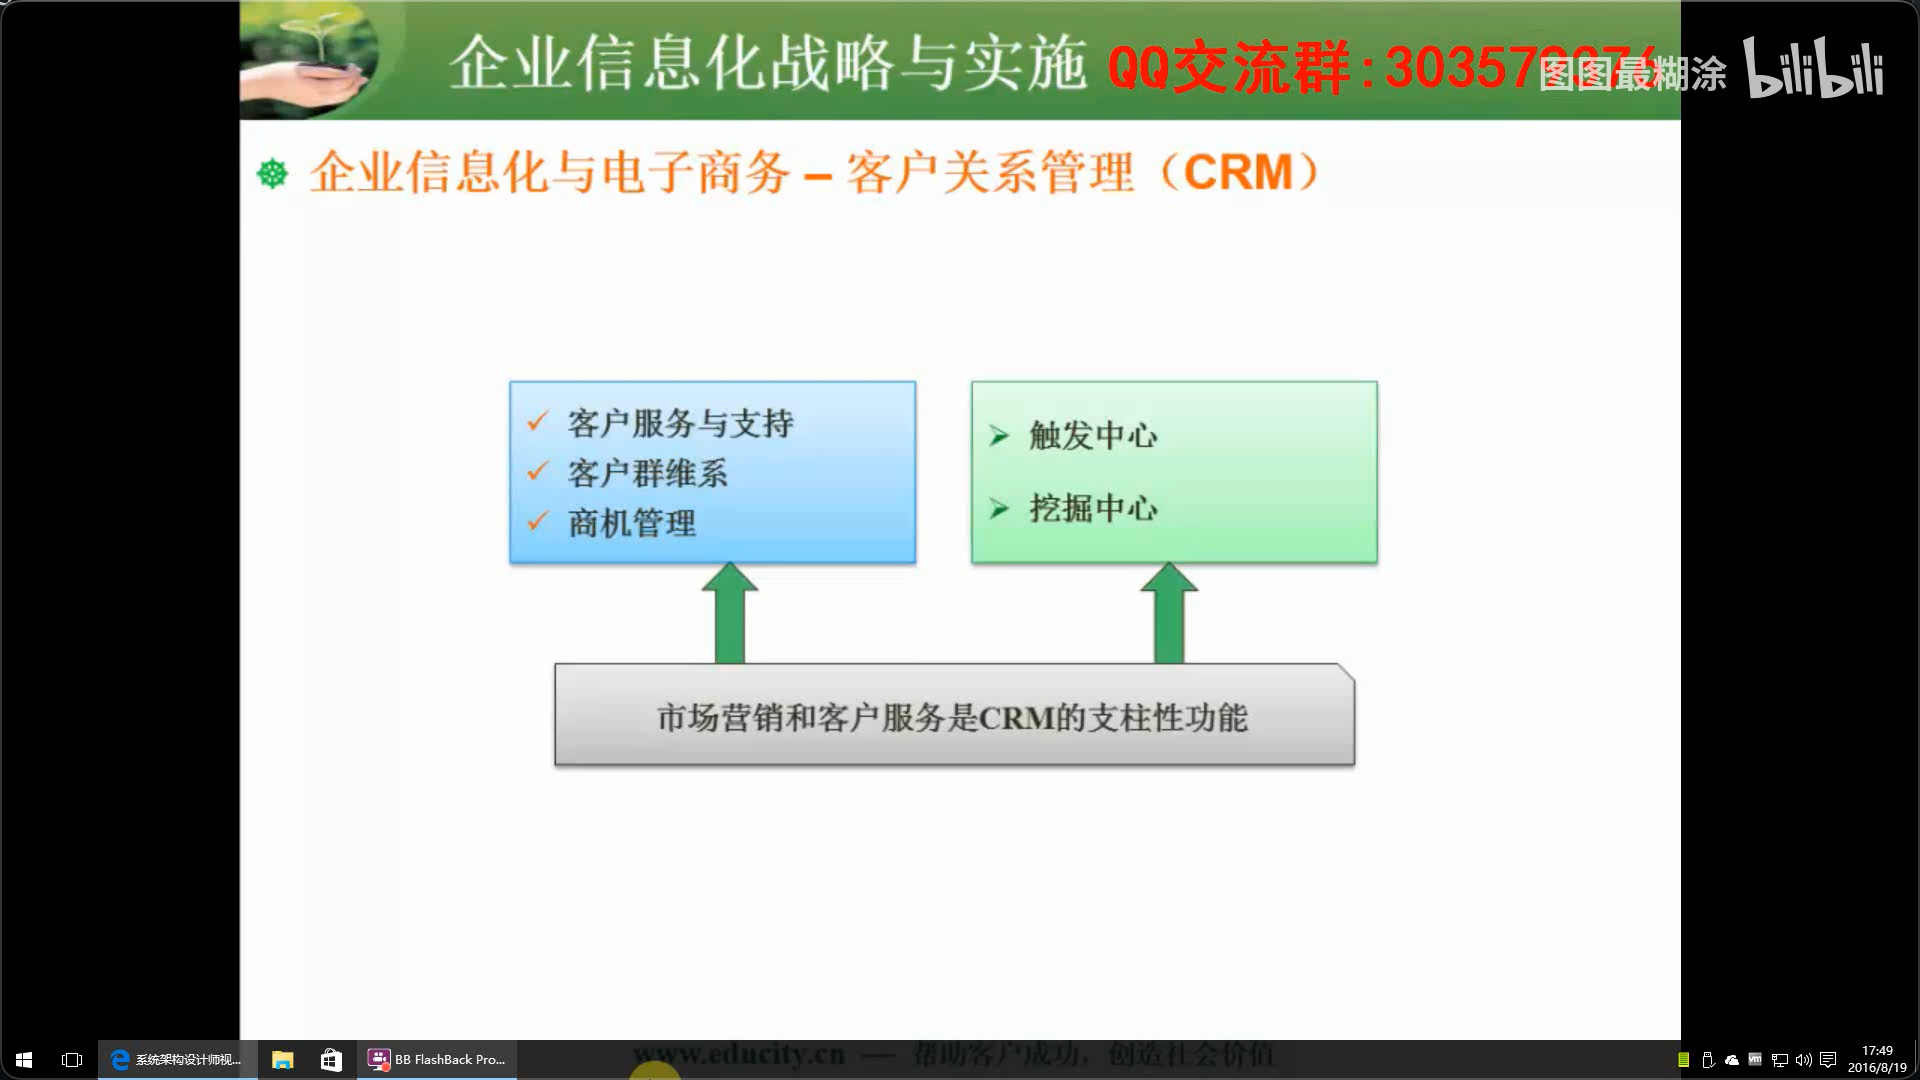 企业信息化战略与实施
QQ交流群:30357
图图最糊涂 bilibili
企业信息化与电子商务 – 客户关系管理（CRM）
客户服务与支持
客户群维系
商机管理
触发中心
挖掘中心
市场营销和客户服务是CRM的支柱性功能
www.educity.cn — 帮助客户成功，创造社会价值
系统架构设计师视...
BB FlashBack Pro...
17:49
2016/8/19